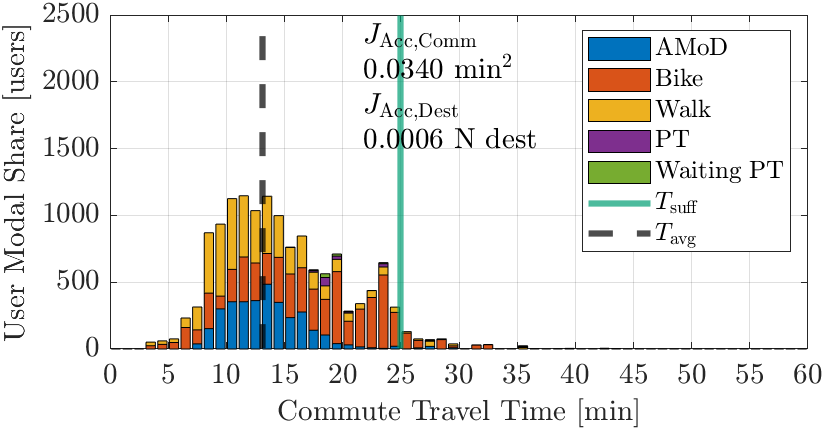 2500
2000
1500
1000
500
0
User Modal Share [users]
J_Acc,Comm
0.0340 min²
J_Acc,Dest
0.0006 N dest
AMoD
Bike
Walk
PT
Waiting PT
T_suff
T_avg
0 5 10 15 20 25 30 35 40 45 50 55 60
Commute Travel Time [min]